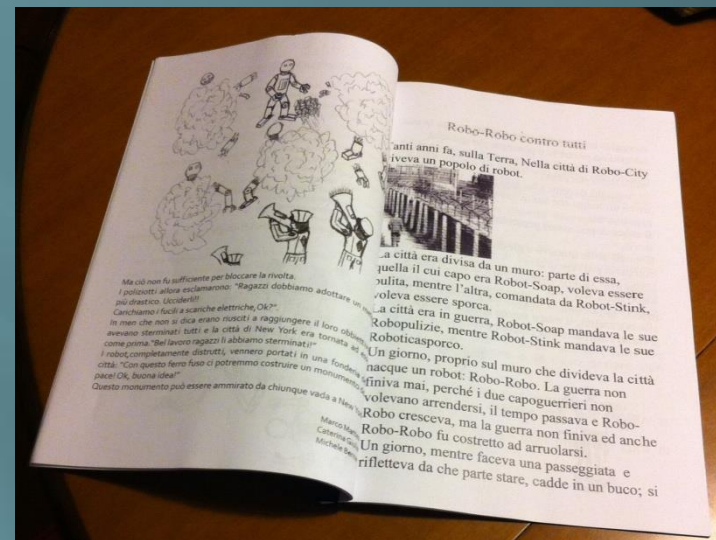 Ma ciò non fu sufficiente per bloccare la rivolta.
I poliziotti allora esclamarono: "Ragazzi dobbiamo adottare un
più drastico. Ucciderli!!
Carichiamo i fucili a scariche elettriche,Ok?".
In men che non si dica erano riusciti a raggiungere il loro
avevano sterminati tutti e la città di New York era tornata
come prima."Bel lavoro ragazzi li abbiamo sterminati!"
I robot,completamente distrutti, vennero portati in una fonderia
città: "Con questo ferro fuso ci potremmo costruire un monumento
pace! Ok, buona idea!"
Questo monumento può essere ammirato da chiunque vada a New
Marco
Caterina
Michele
Robo-Robo contro tutti
anni fa, sulla Terra, Nella città di Robo-City
un popolo di robot.
città era divisa da un muro: parte di essa,
quella il cui capo era Robot-Soap, voleva essere
pulita, mentre l'altra, comandata da Robot-Stink,
voleva essere sporca.
La città era in guerra, Robot-Soap mandava le sue
Robopulizie, mentre Robot-Stink mandava le sue
Roboticasporco.
Un giorno, proprio sul muro che divideva la città
nacque un robot: Robo-Robo. La guerra non
finiva mai, perché i due capoguerrieri non
volevano arrendersi, il tempo passava e Robo-
Robo cresceva, ma la guerra non finiva ed anche
Robo-Robo fu costretto ad arruolarsi.
Un giorno, mentre faceva una passeggiata e
rifletteva da che parte stare, cadde in un buco; si